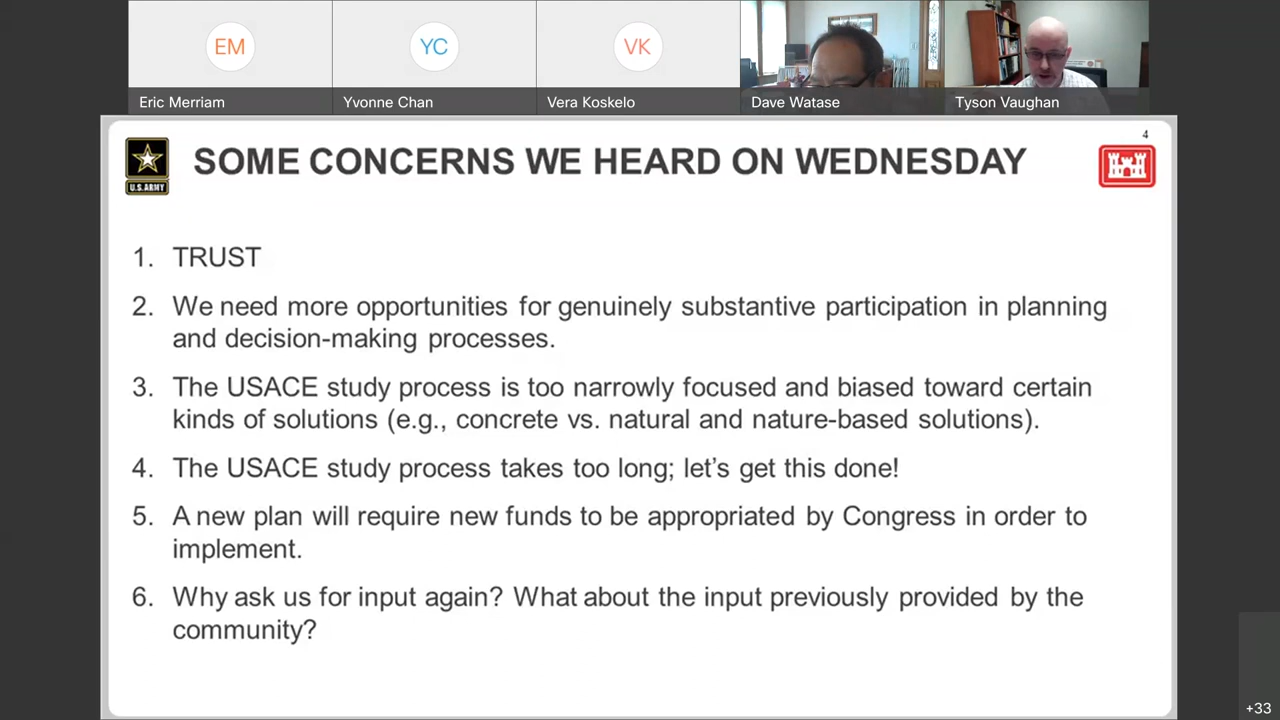 EM
YC
VK
Eric Merriam
Yvonne Chan
Vera Koskelo
Dave Watase
Tyson Vaughan
4
U.S.ARMY
SOME CONCERNS WE HEARD ON WEDNESDAY
1. TRUST
2. We need more opportunities for genuinely substantive participation in planning
and decision-making processes.
3. The USACE study process is too narrowly focused and biased toward certain
kinds of solutions (e.g., concrete vs. natural and nature-based solutions).
4. The USACE study process takes too long; let’s get this done!
5. A new plan will require new funds to be appropriated by Congress in order to
implement.
6. Why ask us for input again? What about the input previously provided by the
community?
+33